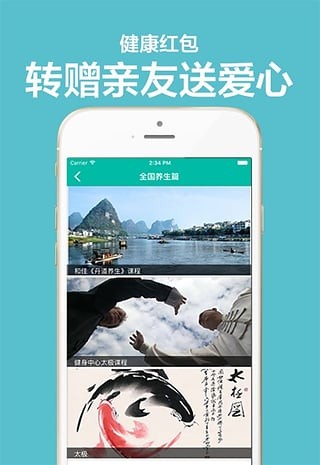 健康红包
转赠亲友送爱心
Carrier
2:34 PM
全国养生篇
和佳《丹道养生》课程
健身中心太极课程
太极图
太极